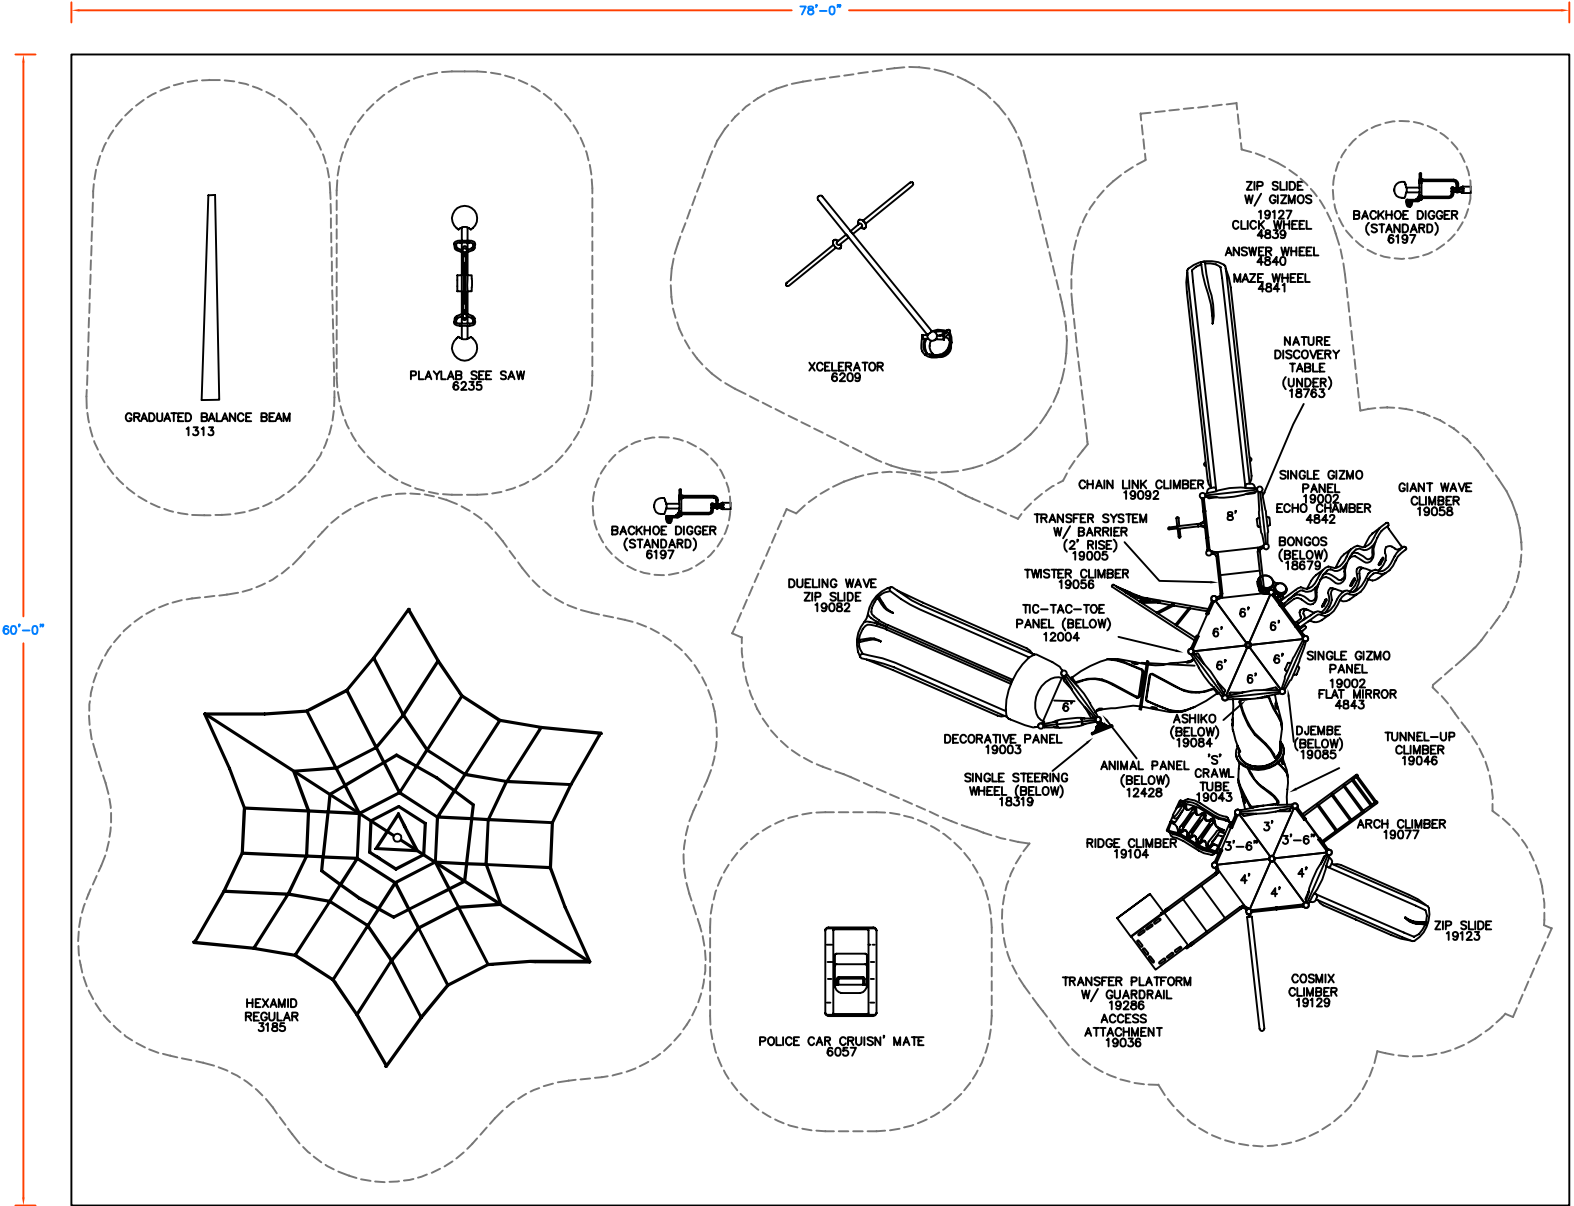 78'-0"
60'-0"
GRADUATED BALANCE BEAM
1313
PLAYLAB SEE SAW
6235
XCELERATOR
6209
ZIP SLIDE
W/ GIZMOS
19127
CLICK WHEEL
4839
ANSWER WHEEL
4840
MAZE WHEEL
4841
BACKHOE DIGGER
(STANDARD)
6197
NATURE
DISCOVERY
TABLE
(UNDER)
18763
BACKHOE DIGGER
(STANDARD)
6197
CHAIN LINK CLIMBER
19092
SINGLE GIZMO
PANEL
19002
ECHO CHAMBER
4842
GIANT WAVE
CLIMBER
19058
8'
TRANSFER SYSTEM
W/ BARRIER
(2' RISE)
19005
BONGOS
(BELOW)
18679
TWISTER CLIMBER
19056
DUELING WAVE
ZIP SLIDE
19082
TIC-TAC-TOE
PANEL (BELOW)
12004
6'
6'
6'
6'
6'
6'
SINGLE GIZMO
PANEL
19002
FLAT MIRROR
4843
6'
DECORATIVE PANEL
19003
ASHIKO
(BELOW)
19084
DJEMBE
(BELOW)
19085
TUNNEL-UP
CLIMBER
19046
SINGLE STEERING
WHEEL (BELOW)
18319
ANIMAL PANEL
(BELOW)
12428
'S'
CRAWL
TUBE
19043
RIDGE CLIMBER
19104
ARCH CLIMBER
19077
3'
3'-6"
3'-6"
4'
4'
4'
ZIP SLIDE
19123
TRANSFER PLATFORM
W/ GUARDRAIL
19286
ACCESS
ATTACHMENT
19036
COSMIX
CLIMBER
19129
HEXAMID
REGULAR
3185
POLICE CAR CRUISN' MATE
6057